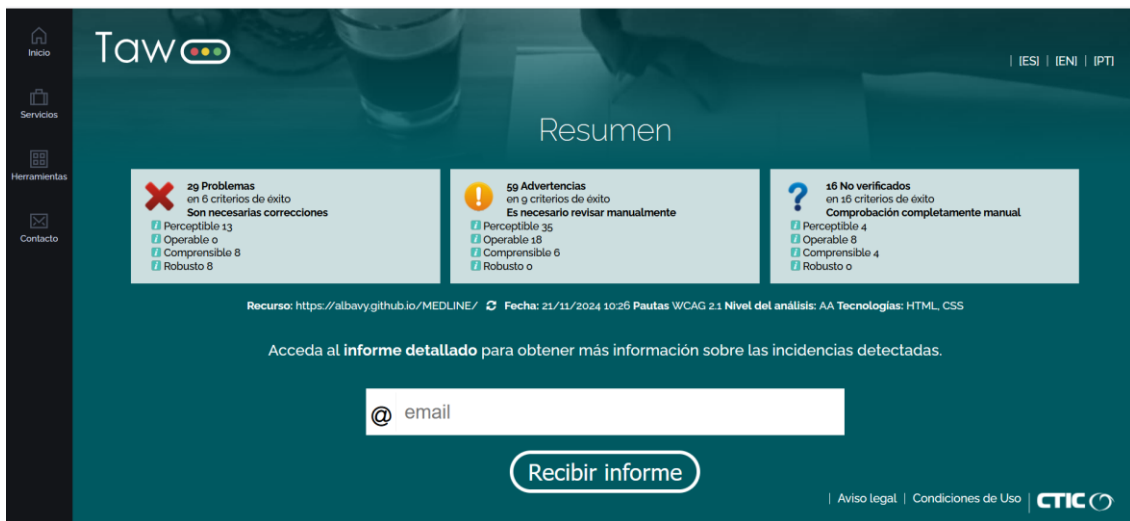 Inicio
Servicios
Herramientas
Contacto
Taw
| [ES] | [EN] | [PT]
Resumen
29 Problemas
en 6 criterios de éxito
Son necesarias correcciones
Perceptible 13
Operable 0
Comprensible 8
Robusto 8
59 Advertencias
en 9 criterios de éxito
Es necesario revisar manualmente
Perceptible 35
Operable 18
Comprensible 6
Robusto 0
16 No verificados
en 16 criterios de éxito
Comprobación completamente manual
Perceptible 4
Operable 8
Comprensible 4
Robusto 0
Recurso: https://albavy.github.io/MEDLINE/ Fecha: 21/11/2024 10:26 Pautas WCAG 2.1 Nivel del análisis: AA Tecnologías: HTML, CSS
Acceda al informe detallado para obtener más información sobre las incidencias detectadas.
@ email
Recibir informe
| Aviso legal | Condiciones de Uso | CTIC